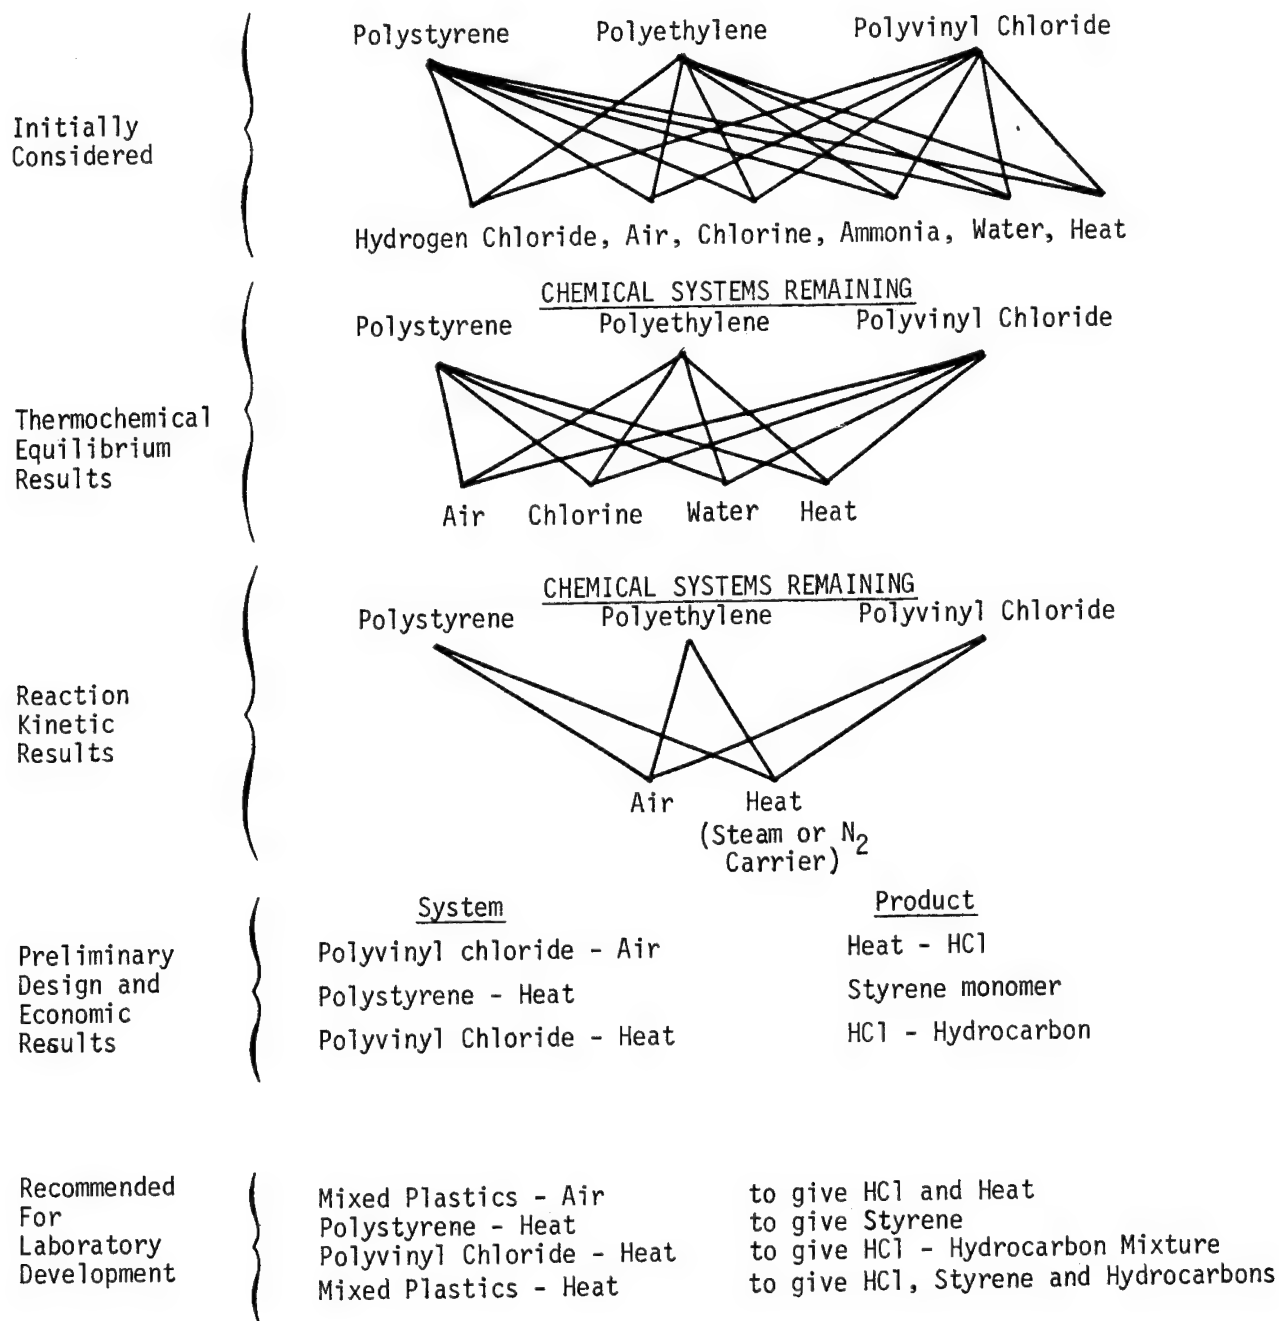 Polystyrene Polyethylene Polyvinyl Chloride
Initially
Considered
Hydrogen Chloride, Air, Chlorine, Ammonia, Water, Heat
CHEMICAL SYSTEMS REMAINING
Polystyrene Polyethylene Polyvinyl Chloride
Thermochemical
Equilibrium
Results
Air Chlorine Water Heat
CHEMICAL SYSTEMS REMAINING
Polystyrene Polyethylene Polyvinyl Chloride
Reaction
Kinetic
Results
Air Heat
(Steam or N2
Carrier)
System Product
Preliminary
Design and
Economic
Results
Polyvinyl chloride - Air Heat - HCl
Polystyrene - Heat Styrene monomer
Polyvinyl Chloride - Heat HCl - Hydrocarbon
Recommended
For
Laboratory
Development
Mixed Plastics - Air to give HCl and Heat
Polystyrene - Heat to give Styrene
Polyvinyl Chloride - Heat to give HCl - Hydrocarbon Mixture
Mixed Plastics - Heat to give HCl, Styrene and Hydrocarbons